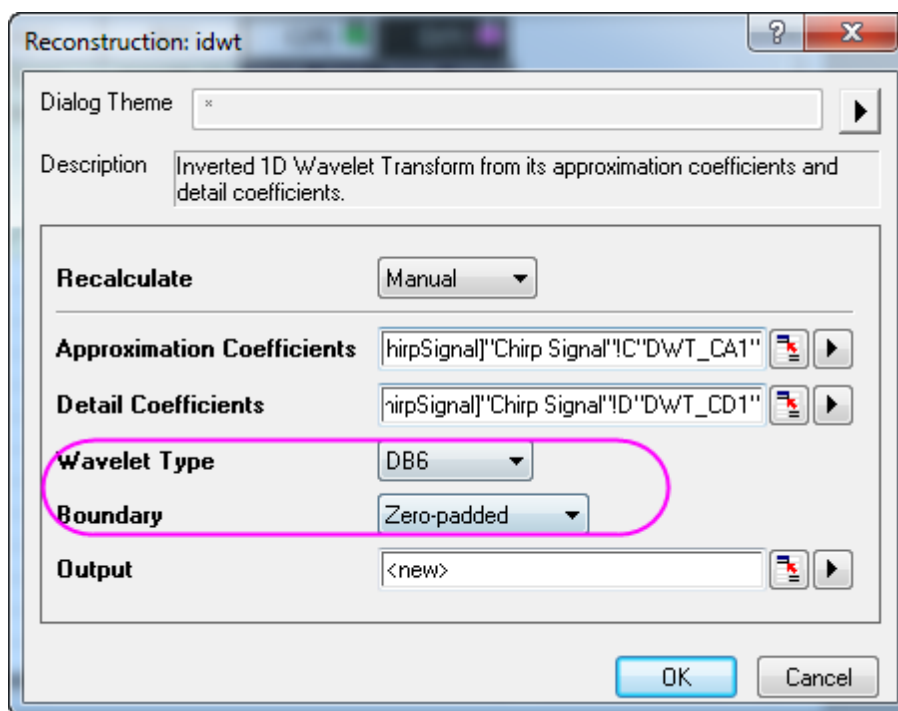 Reconstruction: idwt
Dialog Theme *
Description Inverted 1D Wavelet Transform from its approximation coefficients and
detail coefficients.
Recalculate Manual
Approximation Coefficients hirpSignal]"Chirp Signal"!C"DWT_CA1"
Detail Coefficients hirpSignal]"Chirp Signal"!D"DWT_CD1"
Wavelet Type DB6
Boundary Zero-padded
Output <new>
OK Cancel